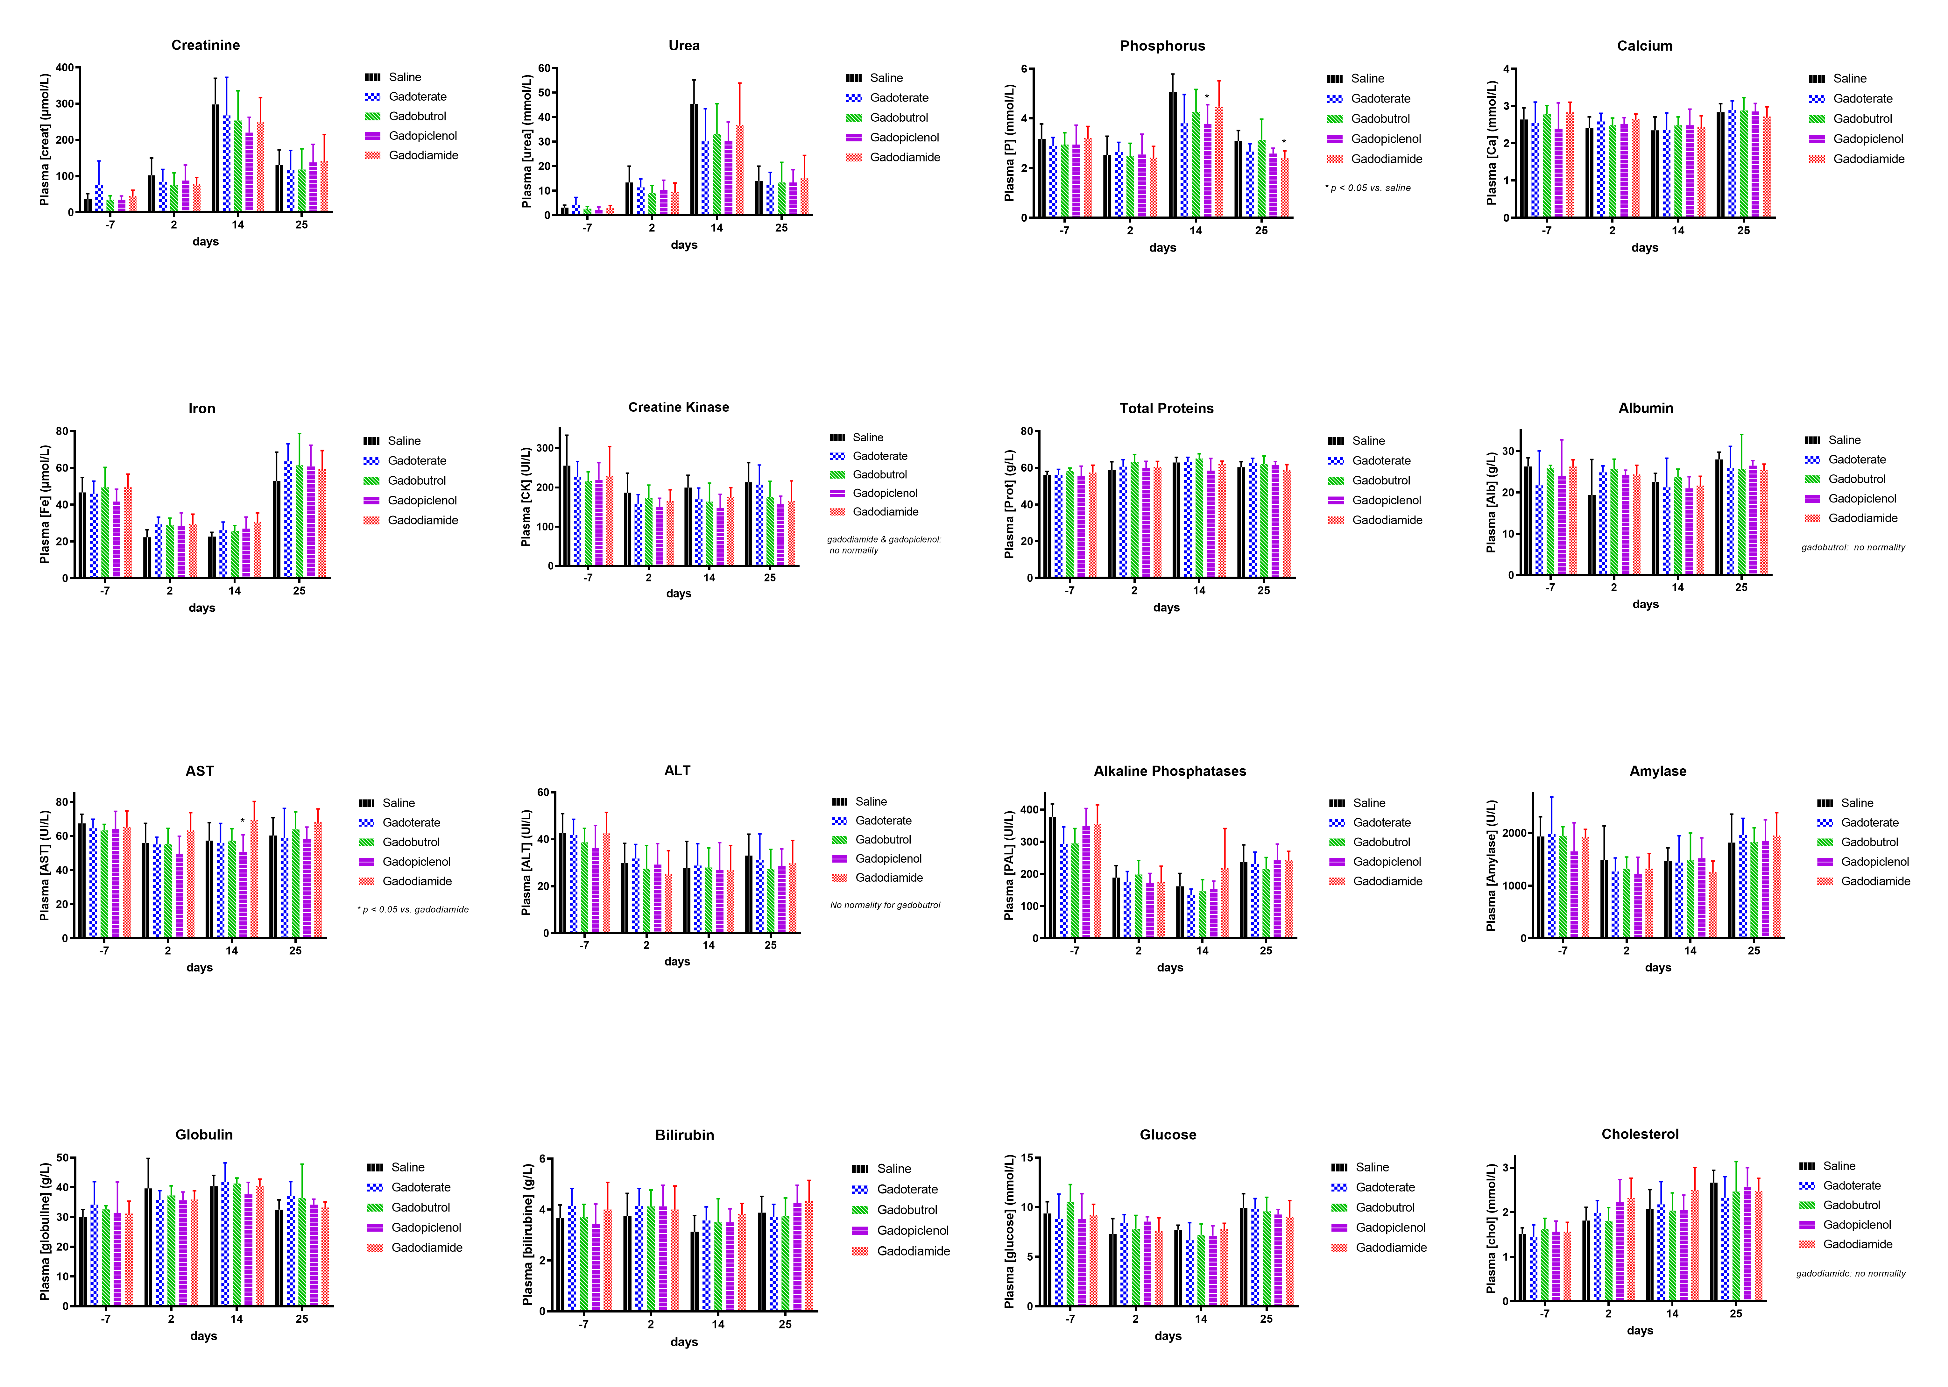 Creatinine
Plasma [creat] (µmol/L)
400
300
200
100
0
-7 2 14 25
days
Saline
Gadoterate
Gadobutrol
Gadopiclenol
Gadodiamide
Urea
Plasma [urea] (mmol/L)
60
50
40
30
20
10
0
-7 2 14 25
days
Saline
Gadoterate
Gadobutrol
Gadopiclenol
Gadodiamide
Phosphorus
Plasma [P] (mmol/L)
6
4
2
0
* *
-7 2 14 25
days
Saline
Gadoterate
Gadobutrol
Gadopiclenol
Gadodiamide
* p < 0.05 vs. saline
Calcium
Plasma [Ca] (mmol/L)
4
3
2
1
0
-7 2 14 25
days
Saline
Gadoterate
Gadobutrol
Gadopiclenol
Gadodiamide
Iron
Plasma [Fe] (µmol/L)
80
60
40
20
0
-7 2 14 25
days
Saline
Gadoterate
Gadobutrol
Gadopiclenol
Gadodiamide
Creatine Kinase
Plasma [CK] (UI/L)
300
200
100
0
-7 2 14 25
days
Saline
Gadoterate
Gadobutrol
Gadopiclenol
Gadodiamide
gadodiamide & gadopiclenol:
no normality
Total Proteins
Plasma [Prot] (g/L)
80
60
40
20
0
-7 2 14 25
days
Saline
Gadoterate
Gadobutrol
Gadopiclenol
Gadodiamide
Albumin
Plasma [Alb] (g/L)
30
20
10
0
-7 2 14 25
days
Saline
Gadoterate
Gadobutrol
Gadopiclenol
Gadodiamide
gadobutrol: no normality
AST
Plasma [AST] (UI/L)
80
60
40
20
0
*
-7 2 14 25
days
Saline
Gadoterate
Gadobutrol
Gadopiclenol
Gadodiamide
* p < 0.05 vs. gadodiamide
ALT
Plasma [ALT] (UI/L)
60
40
20
0
-7 2 14 25
days
Saline
Gadoterate
Gadobutrol
Gadopiclenol
Gadodiamide
No normality for gadobutrol
Alkaline Phosphatases
Plasma [PAL] (UI/L)
400
300
200
100
0
-7 2 14 25
days
Saline
Gadoterate
Gadobutrol
Gadopiclenol
Gadodiamide
Amylase
Plasma [Amylase] (U/L)
2000
1000
0
-7 2 14 25
days
Saline
Gadoterate
Gadobutrol
Gadopiclenol
Gadodiamide
Globulin
Plasma [globuline] (g/L)
50
40
30
20
10
0
-7 2 14 25
days
Saline
Gadoterate
Gadobutrol
Gadopiclenol
Gadodiamide
Bilirubin
Plasma [bilirubine] (g/L)
6
4
2
0
-7 2 14 25
days
Saline
Gadoterate
Gadobutrol
Gadopiclenol
Gadodiamide
Glucose
Plasma [glucose] (mmol/L)
15
10
5
0
-7 2 14 25
days
Saline
Gadoterate
Gadobutrol
Gadopiclenol
Gadodiamide
Cholesterol
Plasma [chol] (mmol/L)
3
2
1
0
-7 2 14 25
days
Saline
Gadoterate
Gadobutrol
Gadopiclenol
Gadodiamide
gadodiamide: no normality